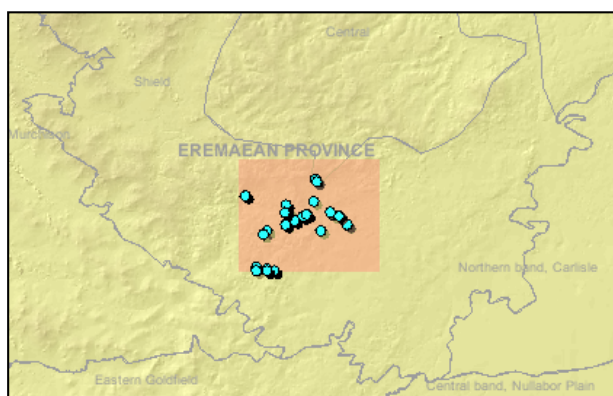 Central
Shield
Murchison
EREMAEAN PROVINCE
Northern band, Carlisle
Eastern Goldfield
Central band, Nullabor Plain